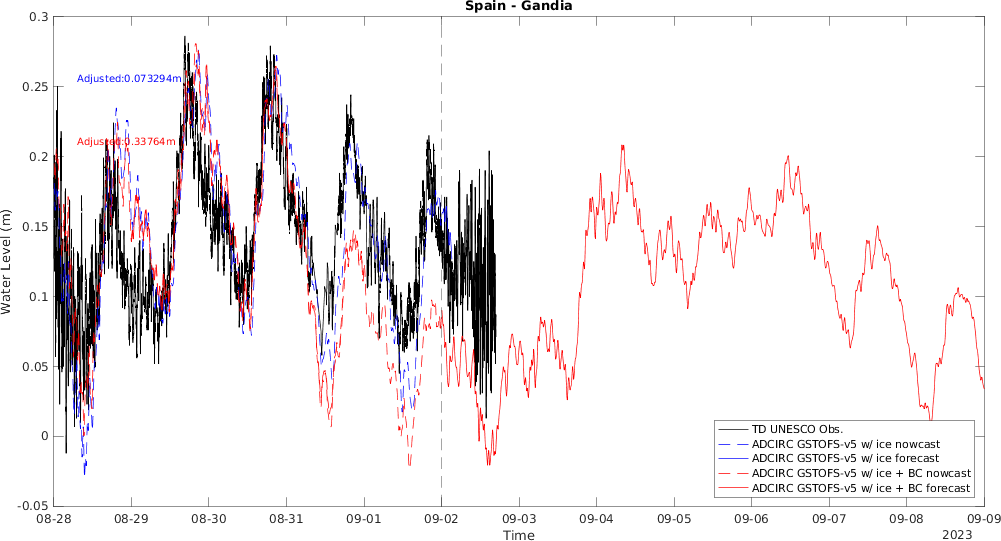 Spain - Gandia
0.3
0.25
0.2
0.15
0.1
0.05
0
-0.05
Water Level (m)
Adjusted:0.073294m
Adjusted:0.33764m
TD UNESCO Obs.
ADCIRC GSTOFS-v5 w/ ice nowcast
ADCIRC GSTOFS-v5 w/ ice forecast
ADCIRC GSTOFS-v5 w/ ice + BC nowcast
ADCIRC GSTOFS-v5 w/ ice + BC forecast
08-28 08-29 08-30 08-31 09-01 09-02 09-03 09-04 09-05 09-06 09-07 09-08 09-09
Time
2023